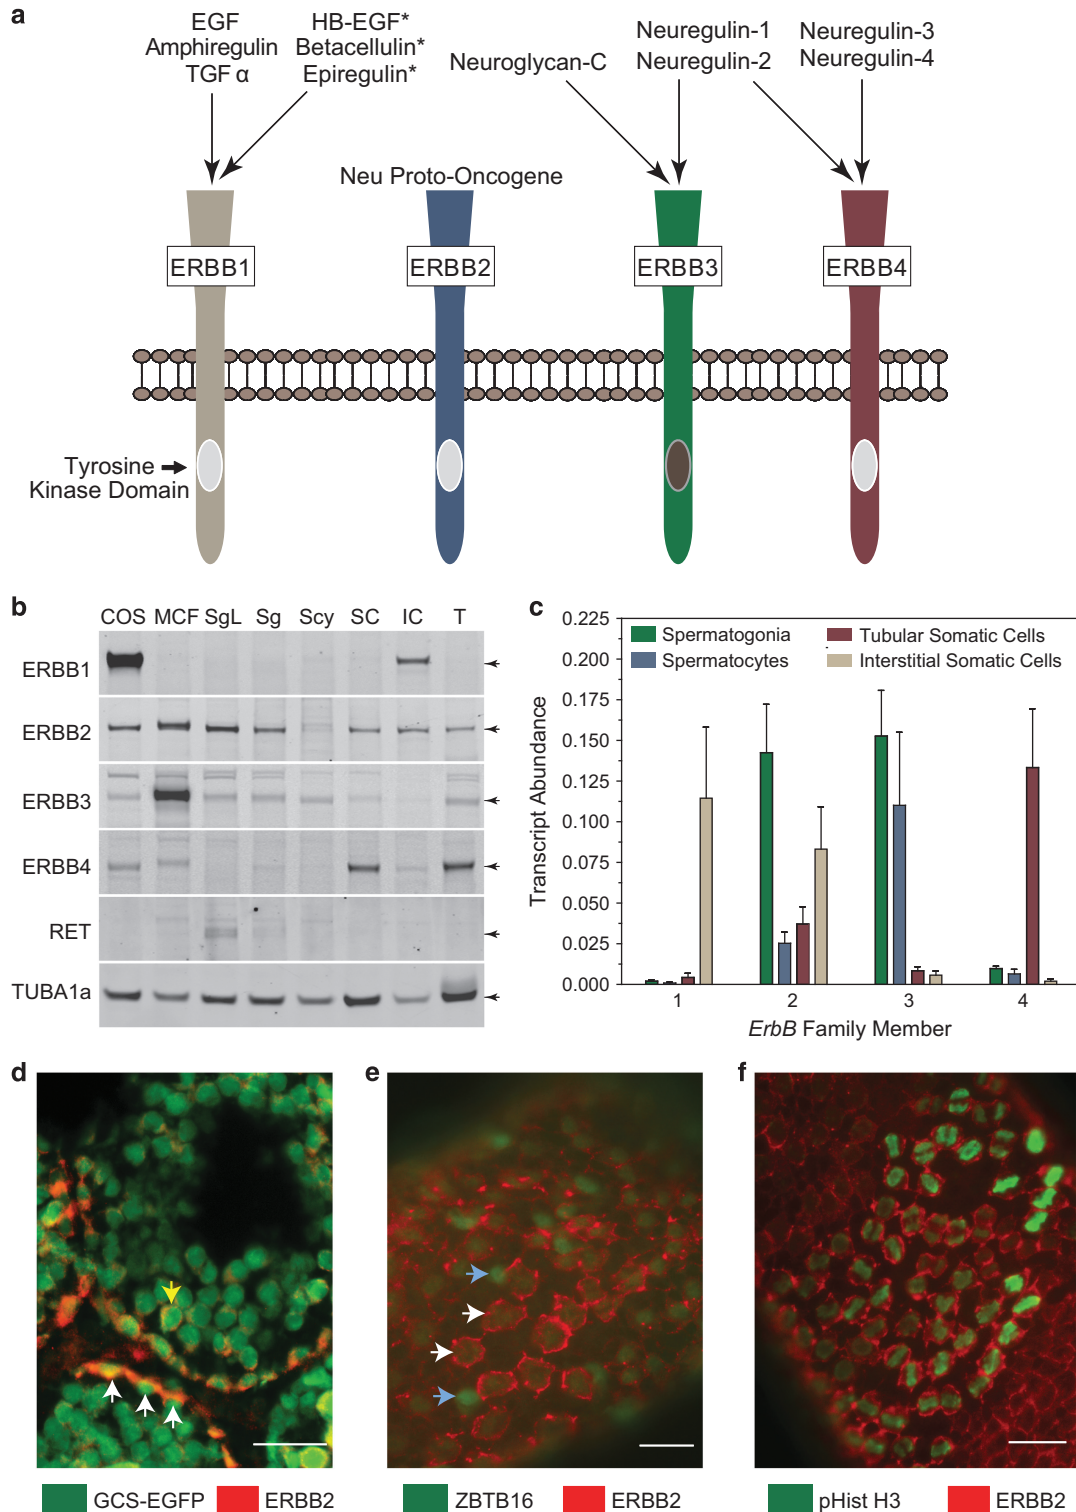 a
EGF
Amphiregulin
TGF α
HB-EGF*
Betacellulin*
Epiregulin*
Neuroglycan-C
Neuregulin-1
Neuregulin-2
Neuregulin-3
Neuregulin-4
Neu Proto-Oncogene
ERBB1
ERBB2
ERBB3
ERBB4
Tyrosine
Kinase Domain
b
COS MCF SgL Sg Scy SC IC T
ERBB1
ERBB2
ERBB3
ERBB4
RET
TUBA1a
c
Transcript Abundance
0.225
0.200
0.175
0.150
0.125
0.100
0.075
0.050
0.025
0.000
Spermatogonia
Spermatocytes
Tubular Somatic Cells
Interstitial Somatic Cells
1 2 3 4
ErbB Family Member
d
GCS-EGFP ERBB2
e
ZBTB16 ERBB2
f
pHist H3 ERBB2